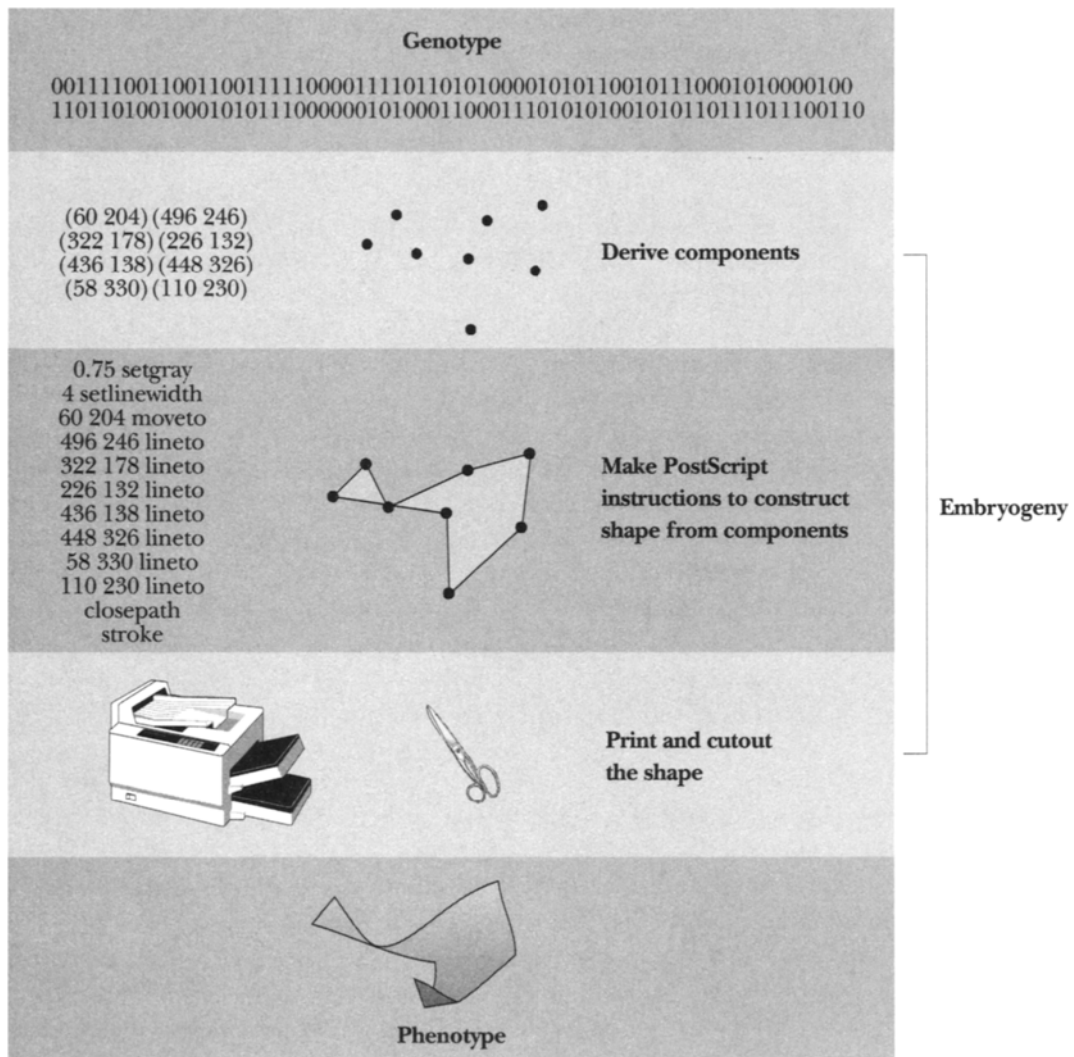 Genotype
001111001100110011111000011110110101000010101100101110001010000100
110110100100010101110000001010001100011101010100101011011101110​0110
(60 204) (496 246)
(322 178) (226 132)
(436 138) (448 326)
(58 330) (110 230)
Derive components
0.75 setgray
4 setlinewidth
60 204 moveto
496 246 lineto
322 178 lineto
226 132 lineto
436 138 lineto
448 326 lineto
58 330 lineto
110 230 lineto
closepath
stroke
Make PostScript
instructions to construct
shape from components
Embryogeny
Print and cutout
the shape
Phenotype